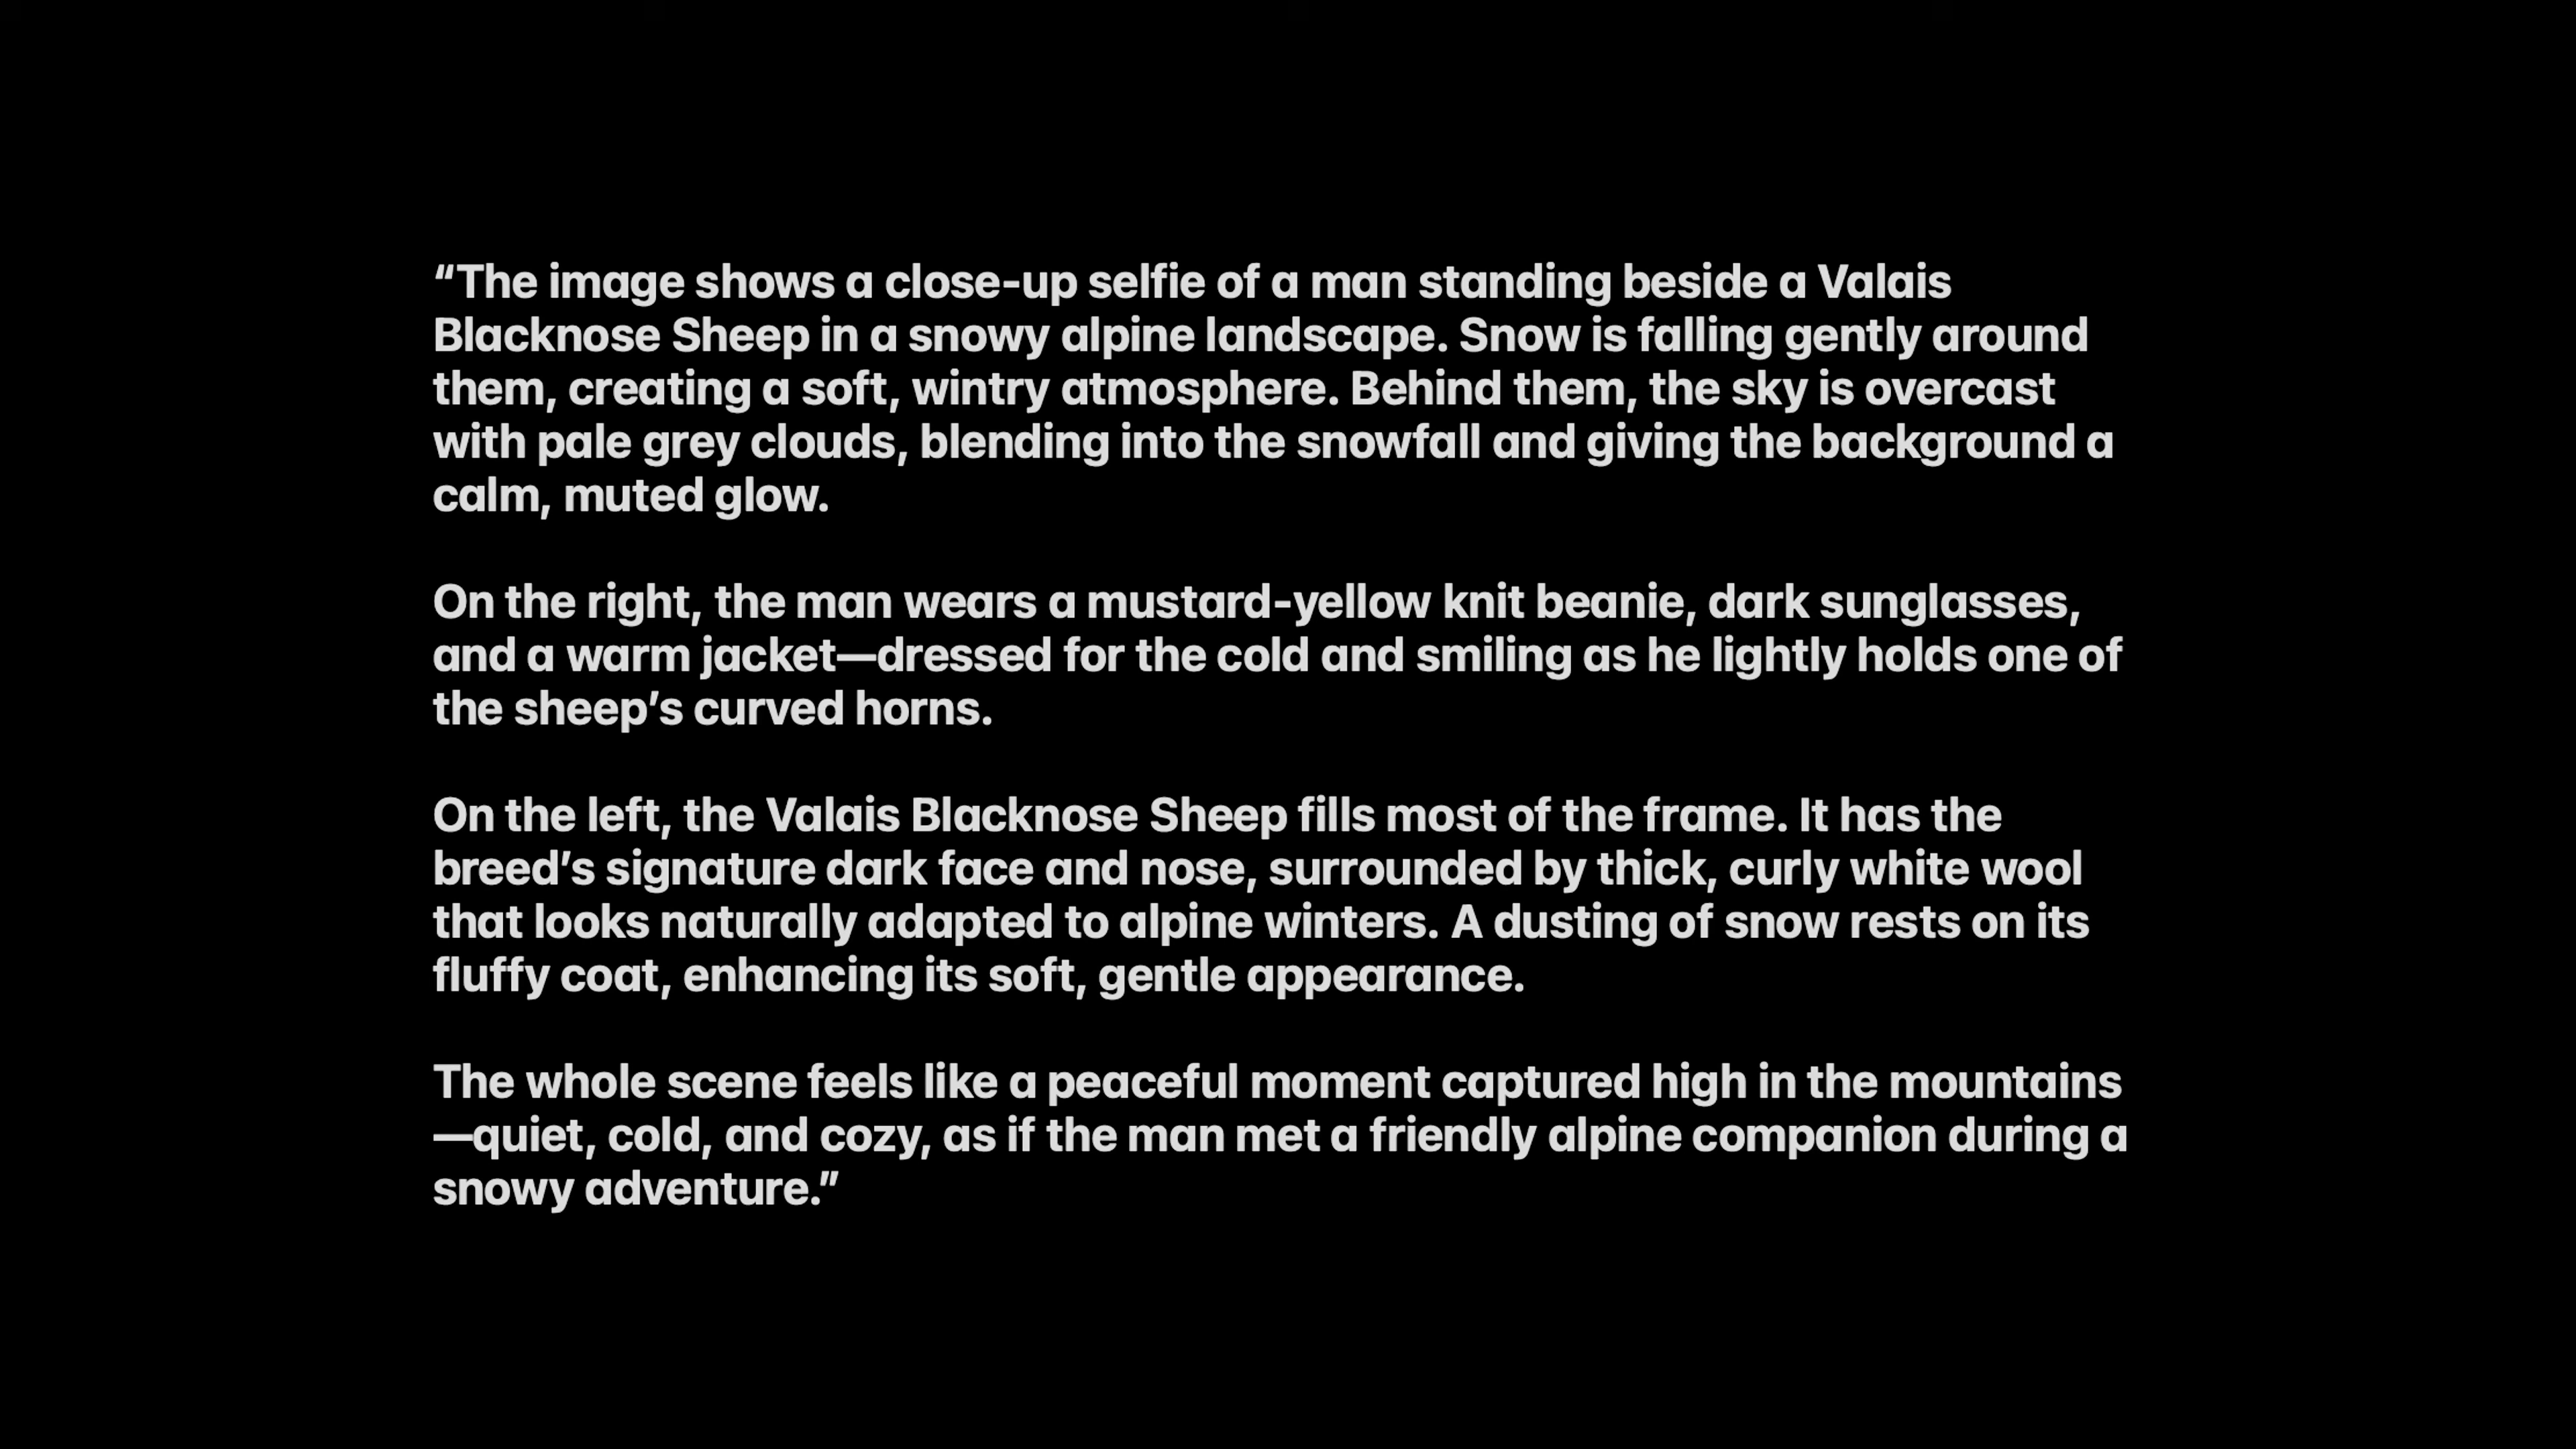 “The image shows a close-up selfie of a man standing beside a Valais
Blacknose Sheep in a snowy alpine landscape. Snow is falling gently around
them, creating a soft, wintry atmosphere. Behind them, the sky is overcast
with pale grey clouds, blending into the snowfall and giving the background a
calm, muted glow.
On the right, the man wears a mustard-yellow knit beanie, dark sunglasses,
and a warm jacket—dressed for the cold and smiling as he lightly holds one of
the sheep’s curved horns.
On the left, the Valais Blacknose Sheep fills most of the frame. It has the
breed’s signature dark face and nose, surrounded by thick, curly white wool
that looks naturally adapted to alpine winters. A dusting of snow rests on its
fluffy coat, enhancing its soft, gentle appearance.
The whole scene feels like a peaceful moment captured high in the mountains
—quiet, cold, and cozy, as if the man met a friendly alpine companion during a
snowy adventure.”